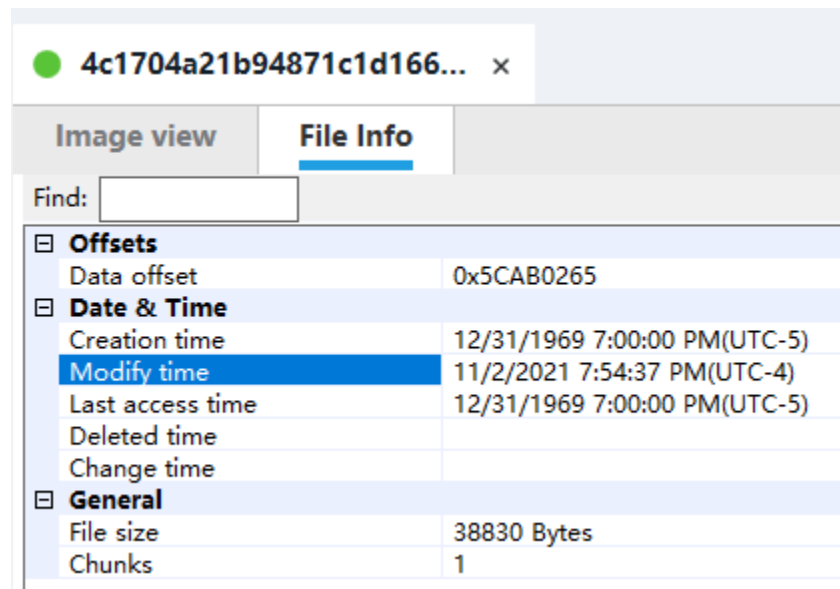 4c1704a21b94871c1d166... ×
Image view File Info
Find:
Offsets
Data offset 0x5CAB0265
Date & Time
Creation time 12/31/1969 7:00:00 PM(UTC-5)
Modify time 11/2/2021 7:54:37 PM(UTC-4)
Last access time 12/31/1969 7:00:00 PM(UTC-5)
Deleted time
Change time
General
File size 38830 Bytes
Chunks 1